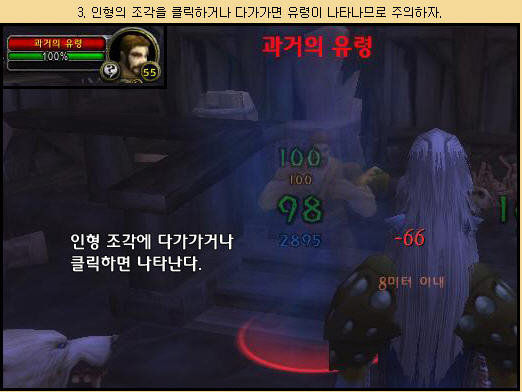 3. 인형의 조각을 클릭하거나 다가가면 유령이 나타나므로 주의하자.
과거의 유령
100%
55
과거의 유령
100
100
98
2895
-66
인형 조각에 다가가거나
클릭하면 나타난다.
8미터 이내